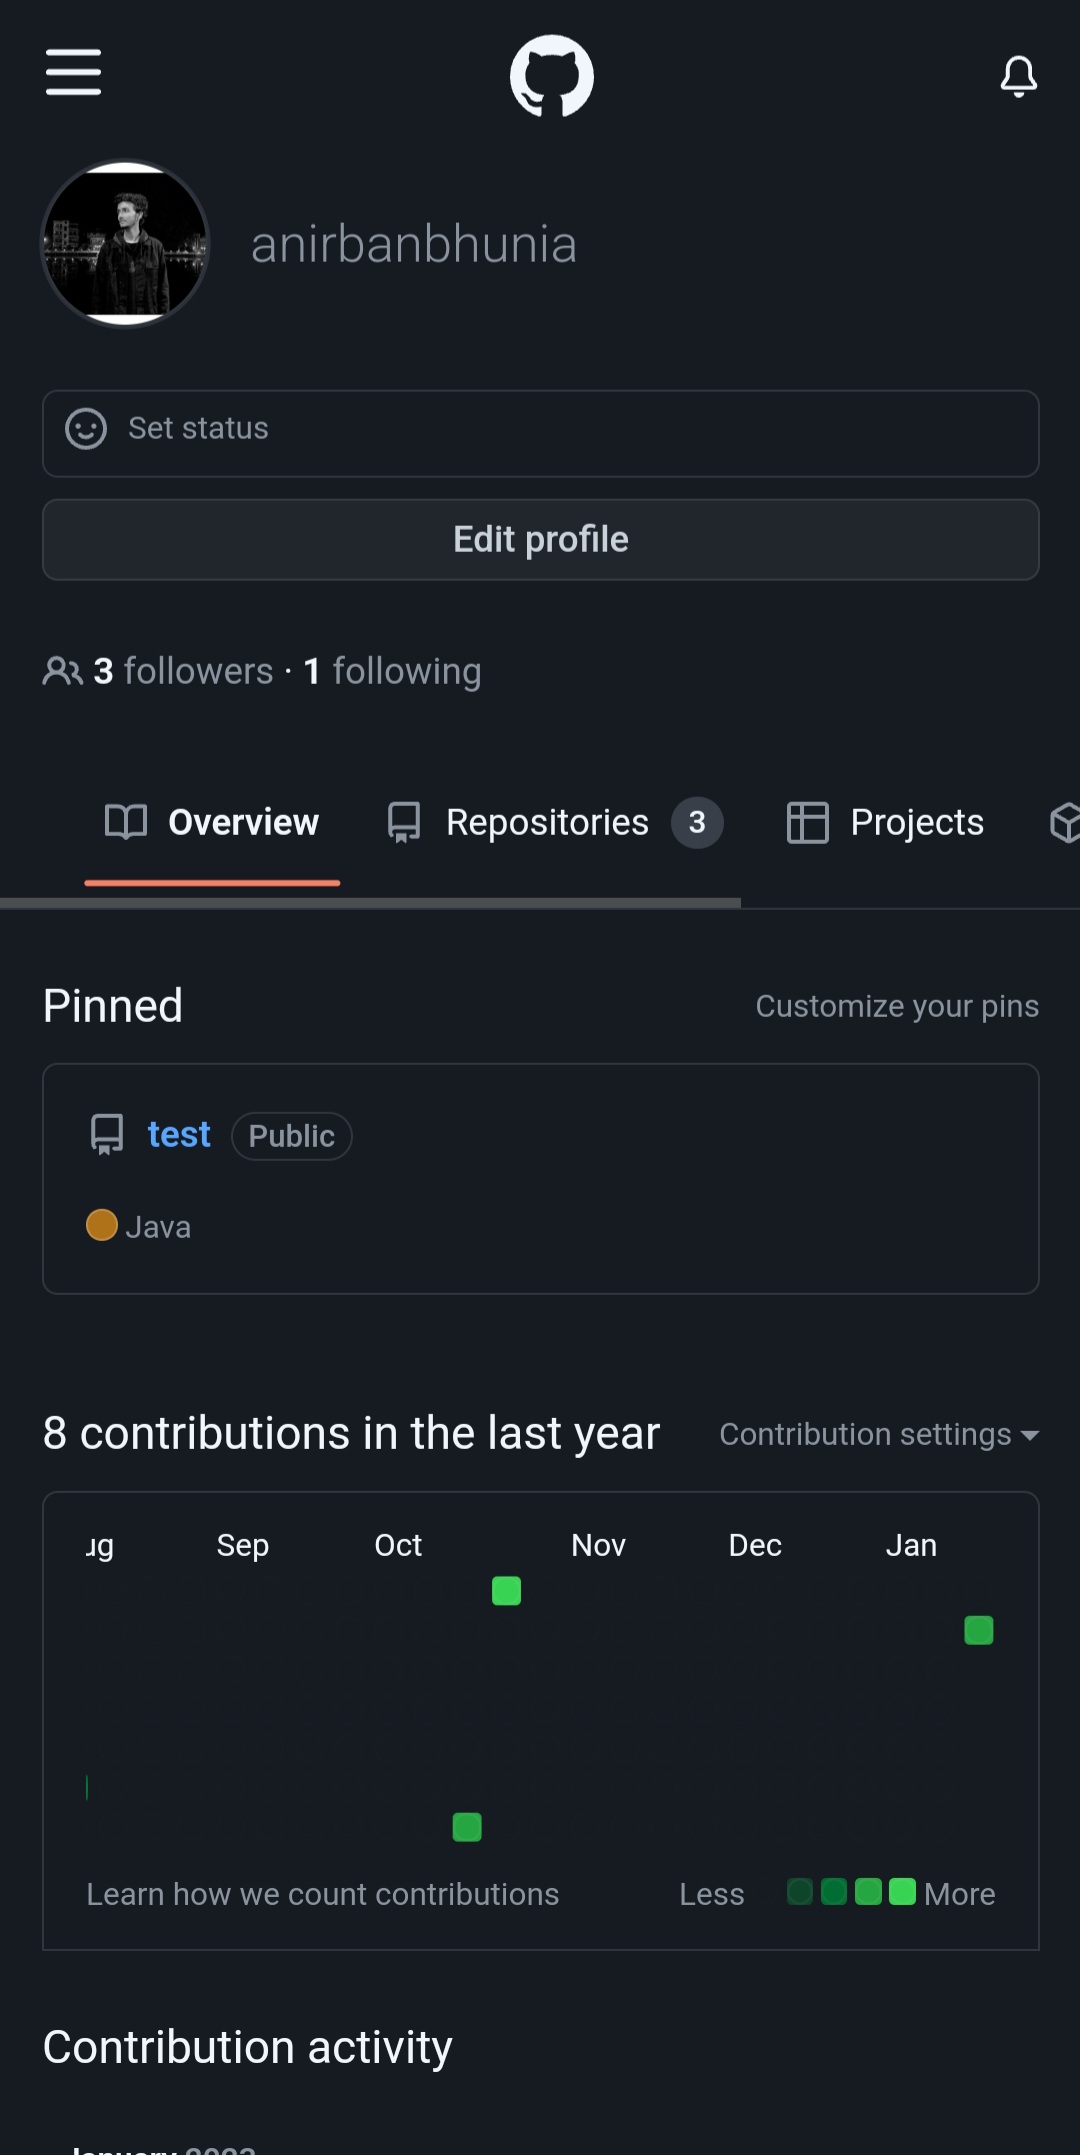 anirbanbhunia
Set status
Edit profile
3 followers · 1 following
Overview Repositories 3 Projects
Pinned Customize your pins
test Public
Java
8 contributions in the last year Contribution settings
ug Sep Oct Nov Dec Jan
Learn how we count contributions Less More
Contribution activity
January 2023